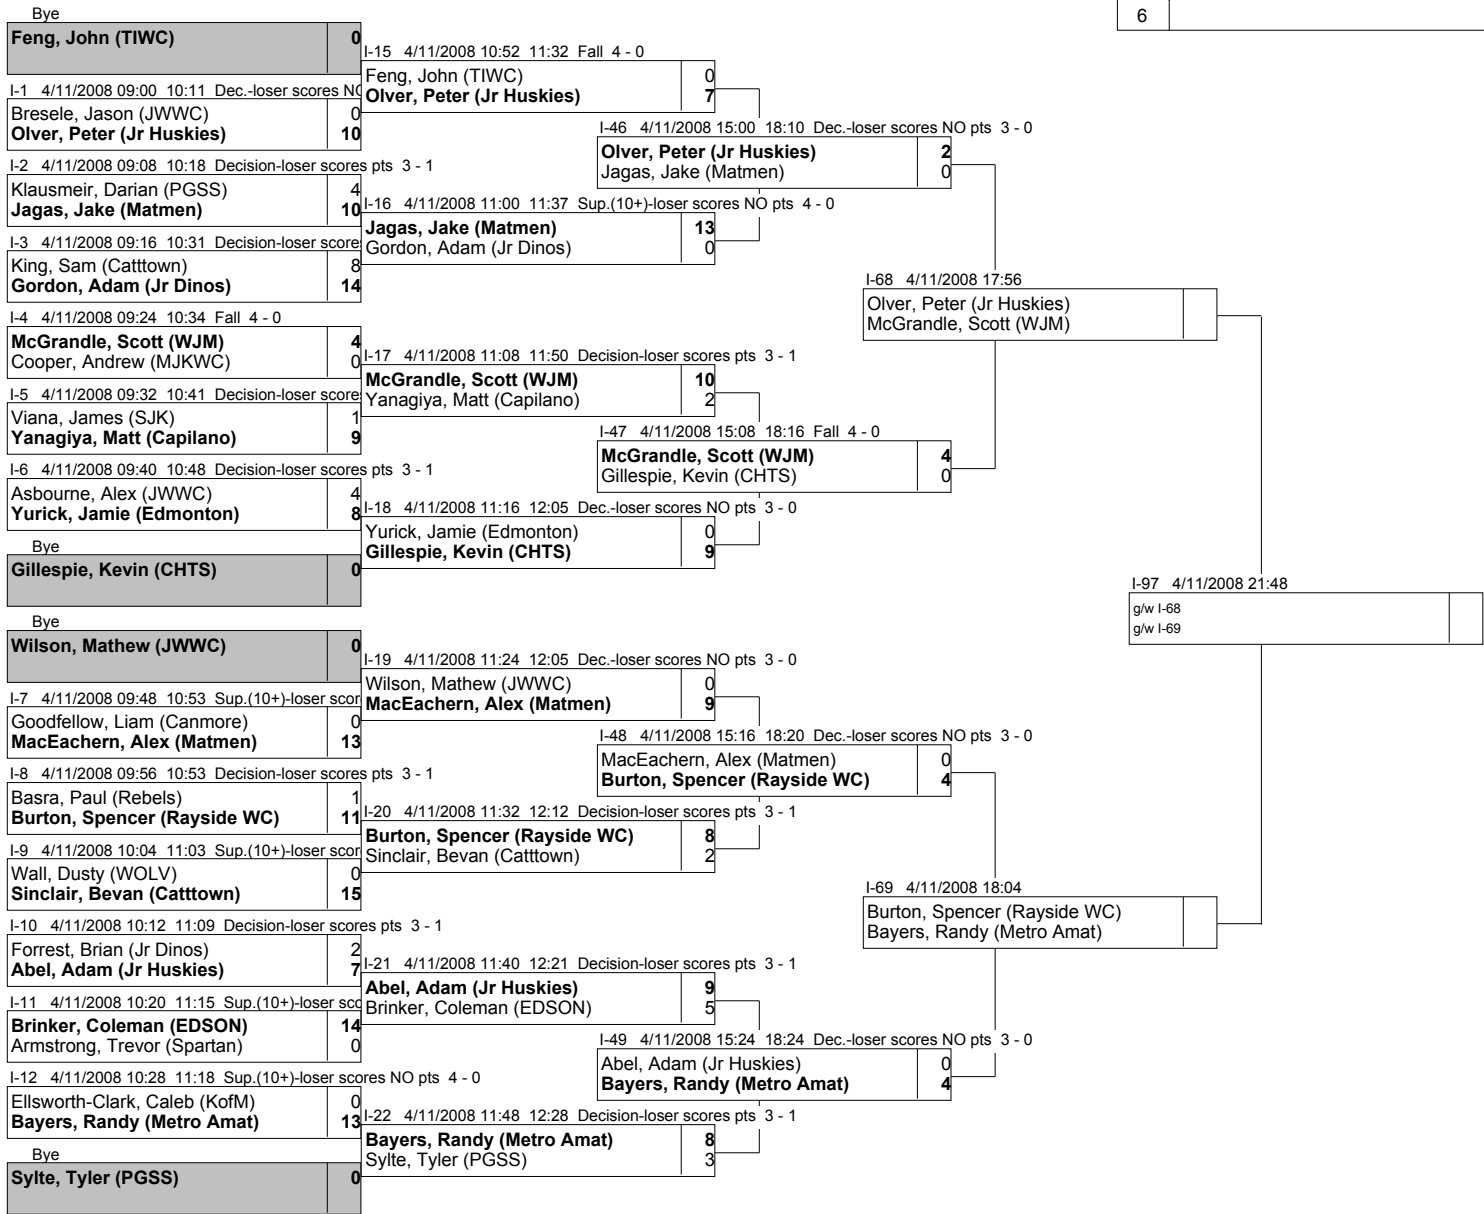 6
Bye
Feng, John (TIWC) 0
I-1 4/11/2008 09:00 10:11 Dec.-loser scores NO
Bresele, Jason (JWWC) 0
Olver, Peter (Jr Huskies) 10
I-2 4/11/2008 09:08 10:18 Decision-loser scores pts 3 - 1
Klausmeir, Darian (PGSS) 4
Jagas, Jake (Matmen) 10
I-3 4/11/2008 09:16 10:31 Decision-loser scores
King, Sam (Catttown) 8
Gordon, Adam (Jr Dinos) 14
I-4 4/11/2008 09:24 10:34 Fall 4 - 0
McGrandle, Scott (WJM) 4
Cooper, Andrew (MJKWC) 0
I-5 4/11/2008 09:32 10:41 Decision-loser scores
Viana, James (SJK) 1
Yanagiya, Matt (Capilano) 9
I-6 4/11/2008 09:40 10:48 Decision-loser scores pts 3 - 1
Asbourne, Alex (JWWC) 4
Yurick, Jamie (Edmonton) 8
Bye
Gillespie, Kevin (CHTS) 0
Bye
Wilson, Mathew (JWWC) 0
I-7 4/11/2008 09:48 10:53 Sup.(10+)-loser scor
Goodfellow, Liam (Canmore) 0
MacEachern, Alex (Matmen) 13
I-8 4/11/2008 09:56 10:53 Decision-loser scores pts 3 - 1
Basra, Paul (Rebels) 1
Burton, Spencer (Rayside WC) 11
I-9 4/11/2008 10:04 11:03 Sup.(10+)-loser scor
Wall, Dusty (WOLV) 0
Sinclair, Bevan (Catttown) 15
I-10 4/11/2008 10:12 11:09 Decision-loser scores pts 3 - 1
Forrest, Brian (Jr Dinos) 2
Abel, Adam (Jr Huskies) 7
I-11 4/11/2008 10:20 11:15 Sup.(10+)-loser sco
Brinker, Coleman (EDSON) 14
Armstrong, Trevor (Spartan) 0
I-12 4/11/2008 10:28 11:18 Sup.(10+)-loser scores NO pts 4 - 0
Ellsworth-Clark, Caleb (KofM) 0
Bayers, Randy (Metro Amat) 13
Bye
Sylte, Tyler (PGSS) 0
I-15 4/11/2008 10:52 11:32 Fall 4 - 0
Feng, John (TIWC) 0
Olver, Peter (Jr Huskies) 7
I-16 4/11/2008 11:00 11:37 Sup.(10+)-loser scores NO pts 4 - 0
Jagas, Jake (Matmen) 13
Gordon, Adam (Jr Dinos) 0
I-17 4/11/2008 11:08 11:50 Decision-loser scores pts 3 - 1
McGrandle, Scott (WJM) 10
Yanagiya, Matt (Capilano) 2
I-18 4/11/2008 11:16 12:05 Dec.-loser scores NO pts 3 - 0
Yurick, Jamie (Edmonton) 0
Gillespie, Kevin (CHTS) 9
I-19 4/11/2008 11:24 12:05 Dec.-loser scores NO pts 3 - 0
Wilson, Mathew (JWWC) 0
MacEachern, Alex (Matmen) 9
I-20 4/11/2008 11:32 12:12 Decision-loser scores pts 3 - 1
Burton, Spencer (Rayside WC) 8
Sinclair, Bevan (Catttown) 2
I-21 4/11/2008 11:40 12:21 Decision-loser scores pts 3 - 1
Abel, Adam (Jr Huskies) 9
Brinker, Coleman (EDSON) 5
I-22 4/11/2008 11:48 12:28 Decision-loser scores pts 3 - 1
Bayers, Randy (Metro Amat) 8
Sylte, Tyler (PGSS) 3
I-46 4/11/2008 15:00 18:10 Dec.-loser scores NO pts 3 - 0
Olver, Peter (Jr Huskies) 2
Jagas, Jake (Matmen) 0
I-47 4/11/2008 15:08 18:16 Fall 4 - 0
McGrandle, Scott (WJM) 4
Gillespie, Kevin (CHTS) 0
I-48 4/11/2008 15:16 18:20 Dec.-loser scores NO pts 3 - 0
MacEachern, Alex (Matmen) 0
Burton, Spencer (Rayside WC) 4
I-49 4/11/2008 15:24 18:24 Dec.-loser scores NO pts 3 - 0
Abel, Adam (Jr Huskies) 0
Bayers, Randy (Metro Amat) 4
I-68 4/11/2008 17:56
Olver, Peter (Jr Huskies)
McGrandle, Scott (WJM)
I-69 4/11/2008 18:04
Burton, Spencer (Rayside WC)
Bayers, Randy (Metro Amat)
I-97 4/11/2008 21:48
g/w I-68
g/w I-69